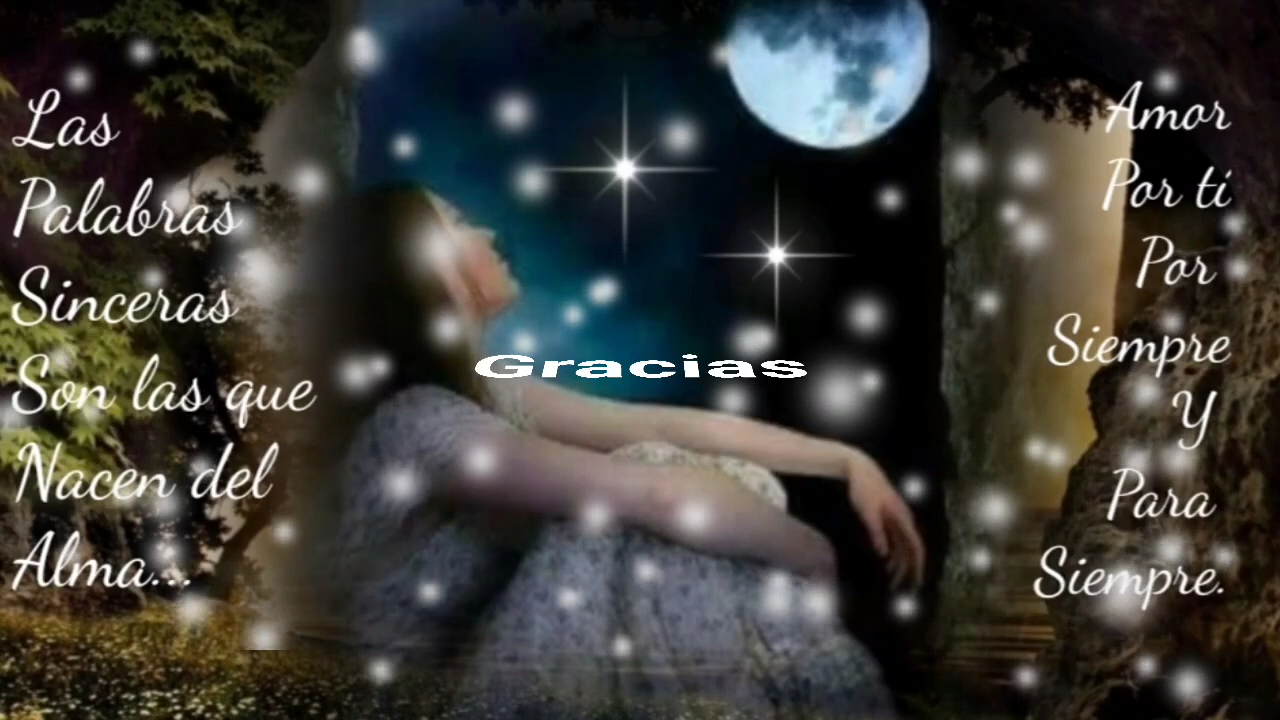 Las
Palabras
Sinceras
Son las que
Nacen del
Alma...
Gracias
Amor
Por ti
Por
Siempre
Y
Para
Siempre.